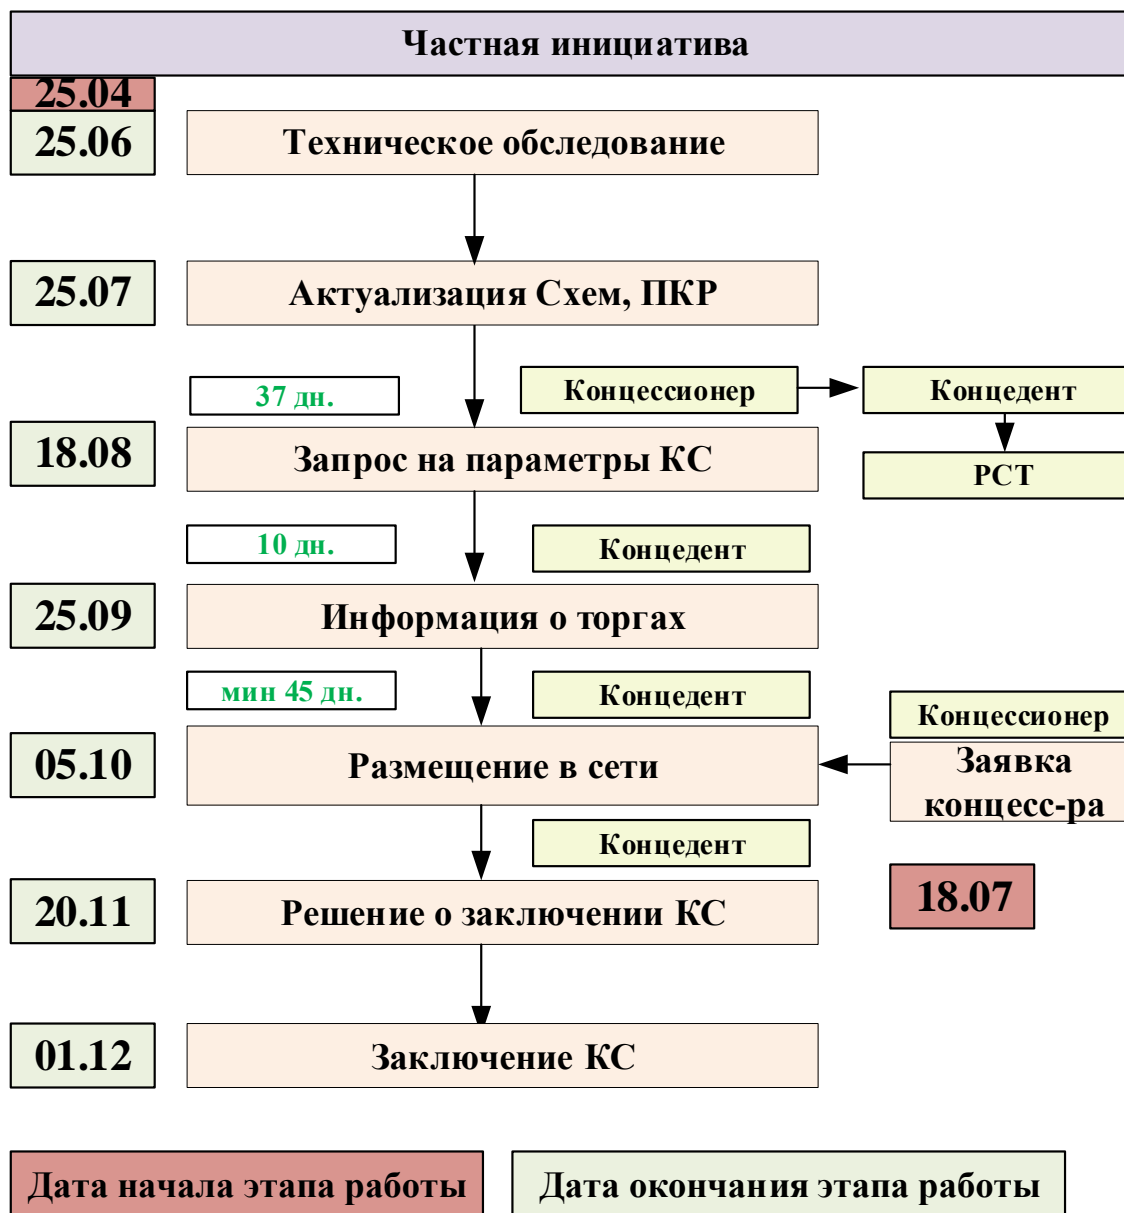 Частная инициатива
25.04
25.06
Техническое обследование
25.07
Актуализация Схем, ПКР
37 дн.
Концессионер
Концедент
18.08
Запрос на параметры КС
РСТ
10 дн.
Концедент
25.09
Информация о торгах
мин 45 дн.
Концедент
Концессионер
05.10
Размещение в сети
Заявка
концесс-ра
Концедент
20.11
Решение о заключении КС
18.07
01.12
Заключение КС
Дата начала этапа работы
Дата окончания этапа работы